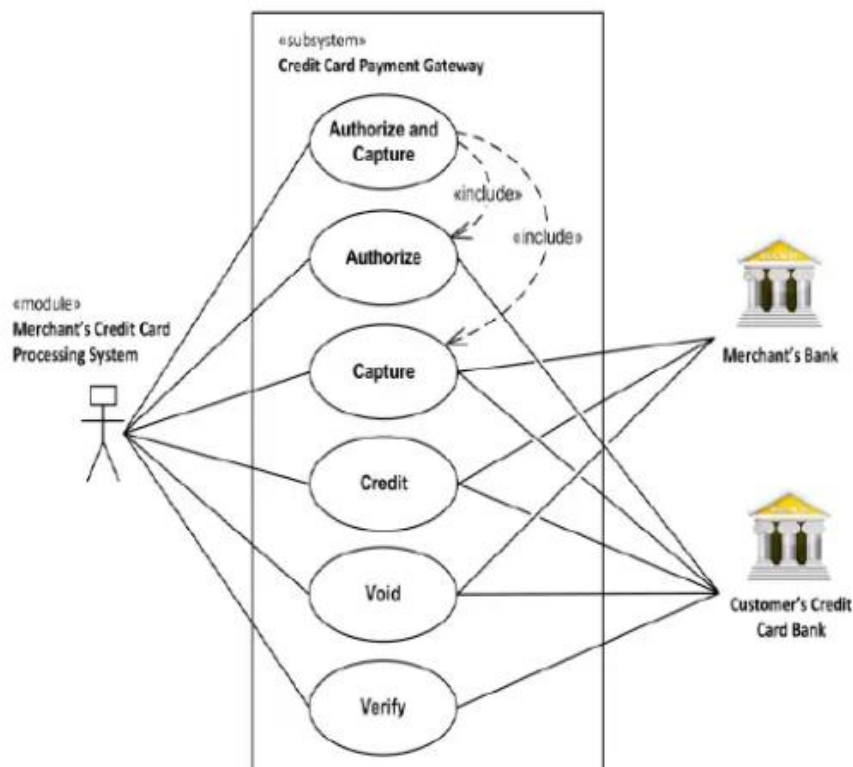 «subsystem»
Credit Card Payment Gateway
Authorize and
Capture
«include»
«include»
Authorize
«module»
Merchant's Credit Card
Processing System
Capture
Merchant's Bank
Credit
Void
Customer's Credit
Card Bank
Verify